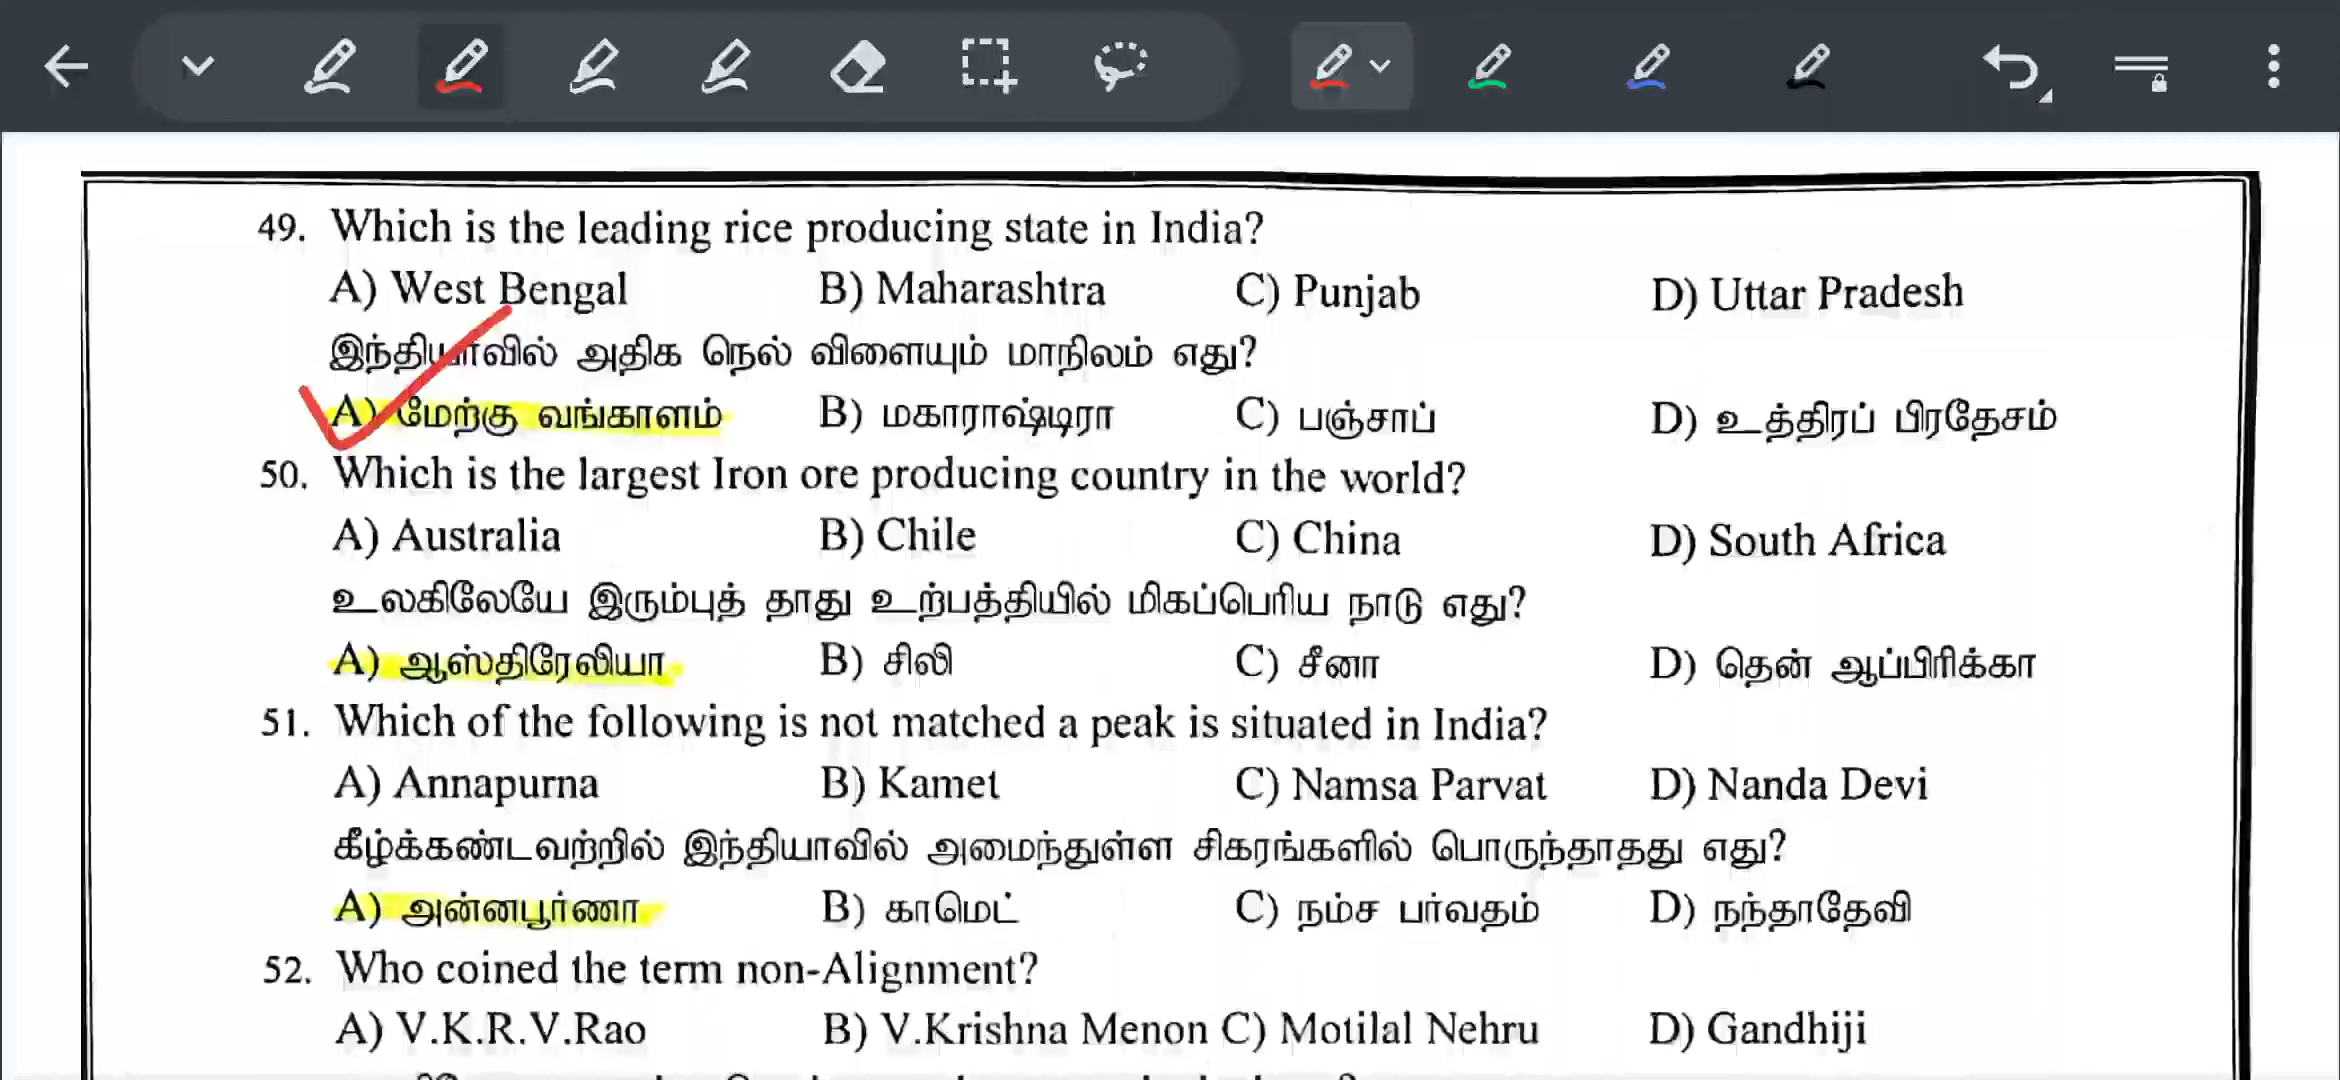 49. Which is the leading rice producing state in India?
A) West Bengal B) Maharashtra C) Punjab D) Uttar Pradesh
இந்தியாவில் அதிக நெல் விளையும் மாநிலம் எது?
A) மேற்கு வங்காளம் B) மகாராஷ்டிரா C) பஞ்சாப் D) உத்திரப் பிரதேசம்
50. Which is the largest Iron ore producing country in the world?
A) Australia B) Chile C) China D) South Africa
உலகிலேயே இரும்புத் தாது உற்பத்தியில் மிகப்பெரிய நாடு எது?
A) ஆஸ்திரேலியா B) சிலி C) சீனா D) தென் ஆப்பிரிக்கா
51. Which of the following is not matched a peak is situated in India?
A) Annapurna B) Kamet C) Namsa Parvat D) Nanda Devi
கீழ்க்கண்டவற்றில் இந்தியாவில் அமைந்துள்ள சிகரங்களில் பொருந்தாதது எது?
A) அன்னபூர்ணா B) காமெட் C) நம்ச பர்வதம் D) நந்தாதேவி
52. Who coined the term non-Alignment?
A) V.K.R.V.Rao B) V.Krishna Menon C) Motilal Nehru D) Gandhiji